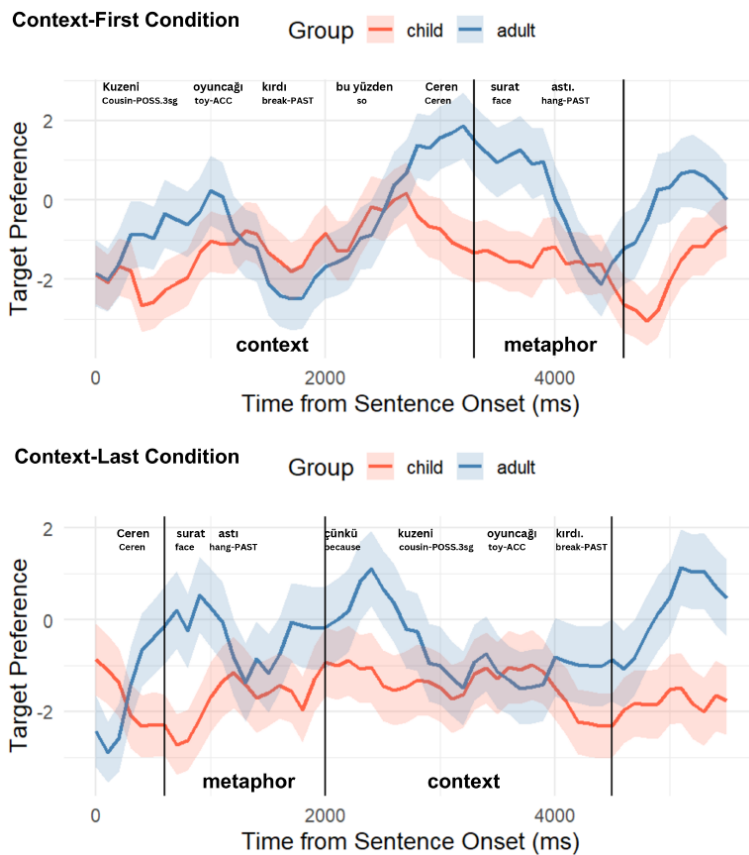 Context-First Condition
Group child adult
Kuzeni oyuncağı kırdı bu yüzden Ceren surat astı.
Cousin-POSS.3sg toy-ACC break-PAST so Ceren face hang-PAST
2
0
-2
Target Preference
context metaphor
0 2000 4000
Time from Sentence Onset (ms)
Context-Last Condition
Group child adult
Ceren surat astı çünkü kuzeni oyuncağı kırdı.
Ceren face hang-PAST because cousin-POSS.3sg toy-ACC break-PAST
2
0
-2
Target Preference
metaphor context
0 2000 4000
Time from Sentence Onset (ms)